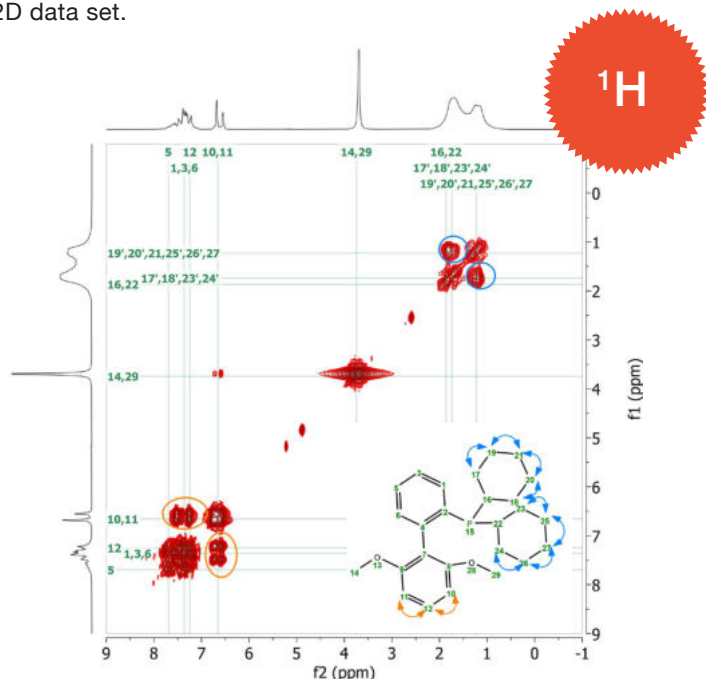 2D data set.
¹H
5 12 10,11 14,29 16,22
1,3,6 17',18',23',24'
19',20',21,25',26',27
19',20',21,25',26',27
17',18',23',24'
16,22
14,29
10,11
12 1,3,6
5
0
1
2
3
4
5
6
7
8
9
f1 (ppm)
19 21
3 17 20
5 1 16 18
23
6 2 P 22 25
4 15
24 27
7 26
O 9 8 O
14 13 28 29
11 10
12
9 8 7 6 5 4 3 2 1 0 -1
f2 (ppm)